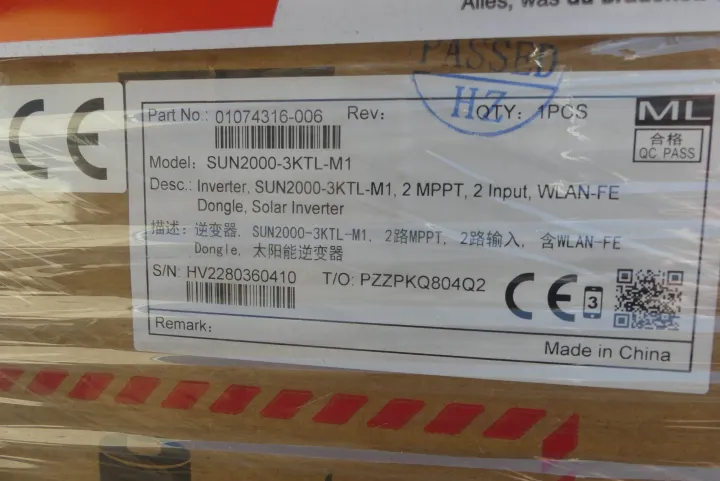 Alles, was du brauchst
PASSED
HZ
CE
Part No.: 01074316-006 Rev: QTY: 1PCS
ML
合格
QC PASS
Model: SUN2000-3KTL-M1
Desc.: Inverter, SUN2000-3KTL-M1, 2 MPPT, 2 Input, WLAN-FE
Dongle, Solar Inverter
描述: 逆变器, SUN2000-3KTL-M1, 2路MPPT, 2路输入, 含WLAN-FE
Dongle, 太阳能逆变器
S/N: HV2280360410 T/O: PZZPKQ804Q2
CE 3
Remark:
Made in China